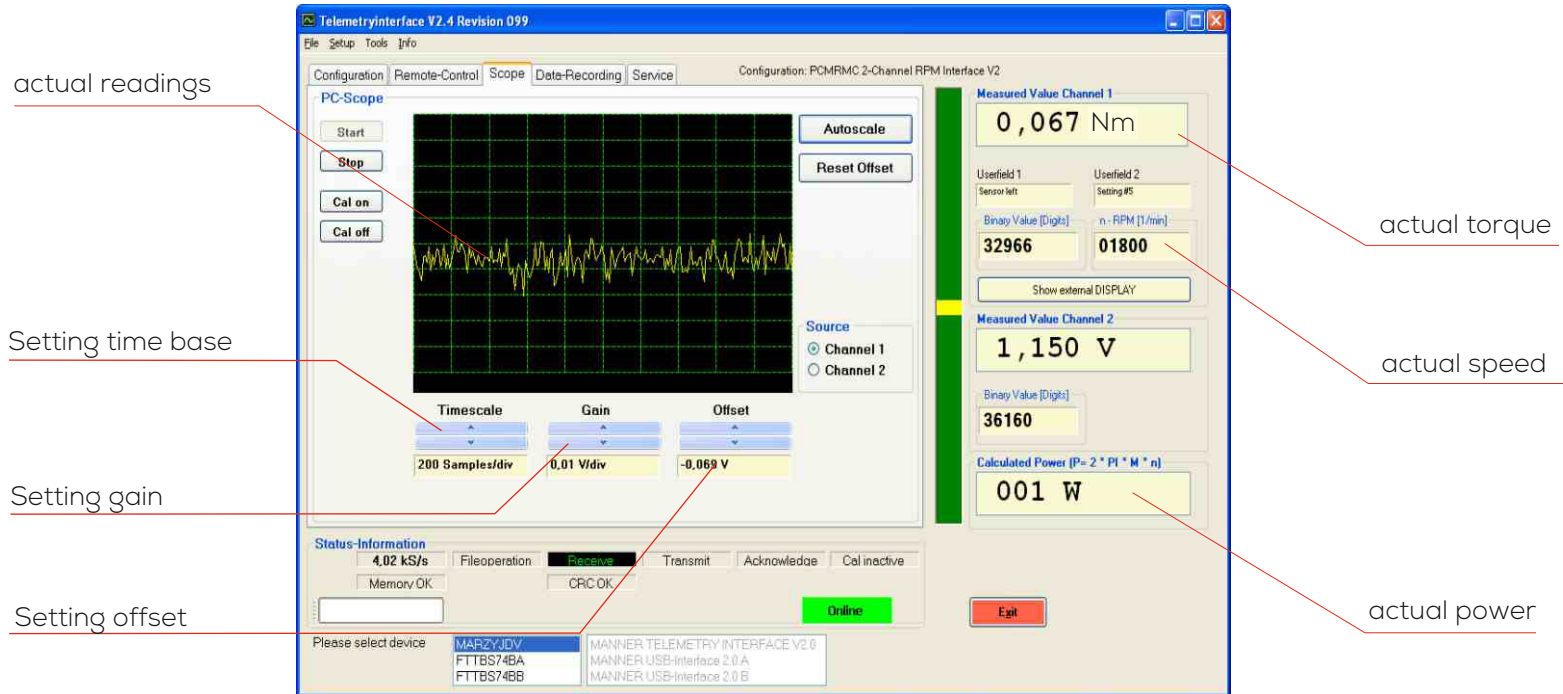 Telemetryinterface V2.4 Revision 099
File Setup Tools Info
Configuration Remote-Control Scope Data-Recording Service
Configuration: PCMRMC 2-Channel RPM Interface V2
PC-Scope
Start
Stop
Cal on
Cal off
Autoscale
Reset Offset
Source
Channel 1
Channel 2
Timescale Gain Offset
200 Samples/div 0,01 V/div -0,069 V
Measured Value Channel 1
0,067 Nm
Userfield 1 Userfield 2
Sensor left Setting #5
Binary Value [Digits] n - RPM [1/min]
32966 01800
Show external DISPLAY
Measured Value Channel 2
1,150 V
Binary Value [Digits]
36160
Calculated Power (P= 2 * PI * M * n)
001 W
Status-Information
4,02 kS/s Fileoperation Receive Transmit Acknowledge Cal inactive
Memory OK CRC OK
Online
Exit
Please select device
MARZYJDV MANNER TELEMETRY INTERFACE V2.0
FTTBS74BA MANNER USB-Interface 2.0 A
FTTBS74BB MANNER USB-Interface 2.0 B
actual readings
Setting time base
Setting gain
Setting offset
actual torque
actual speed
actual power